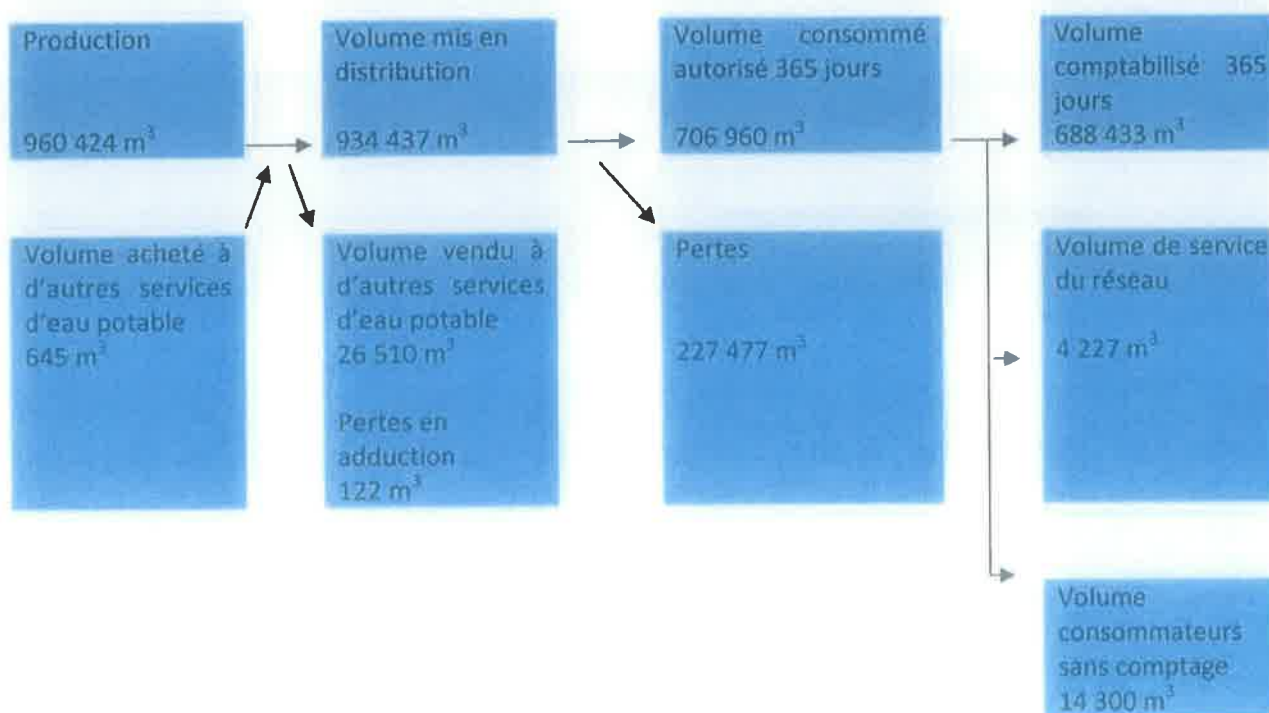 Production
960 424 m³
Volume mis en
distribution
934 437 m³
Volume consommé
autorisé 365 jours
706 960 m³
Volume
comptabilisé 365
jours
688 433 m³
Volume acheté à
d'autres services
d'eau potable
645 m³
Volume vendu à
d'autres services
d'eau potable
26 510 m³
Pertes en
adduction
122 m³
Pertes
227 477 m³
Volume de service
du réseau
4 227 m³
Volume
consommateurs
sans comptage
14 300 m³